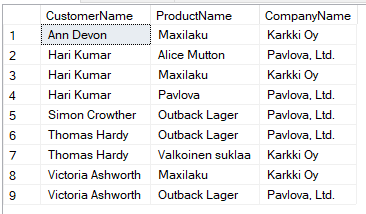 CustomerName ProductName CompanyName
1 Ann Devon Maxilaku Karkki Oy
2 Hari Kumar Alice Mutton Pavlova, Ltd.
3 Hari Kumar Maxilaku Karkki Oy
4 Hari Kumar Pavlova Pavlova, Ltd.
5 Simon Crowther Outback Lager Pavlova, Ltd.
6 Thomas Hardy Outback Lager Pavlova, Ltd.
7 Thomas Hardy Valkoinen suklaa Karkki Oy
8 Victoria Ashworth Maxilaku Karkki Oy
9 Victoria Ashworth Outback Lager Pavlova, Ltd.